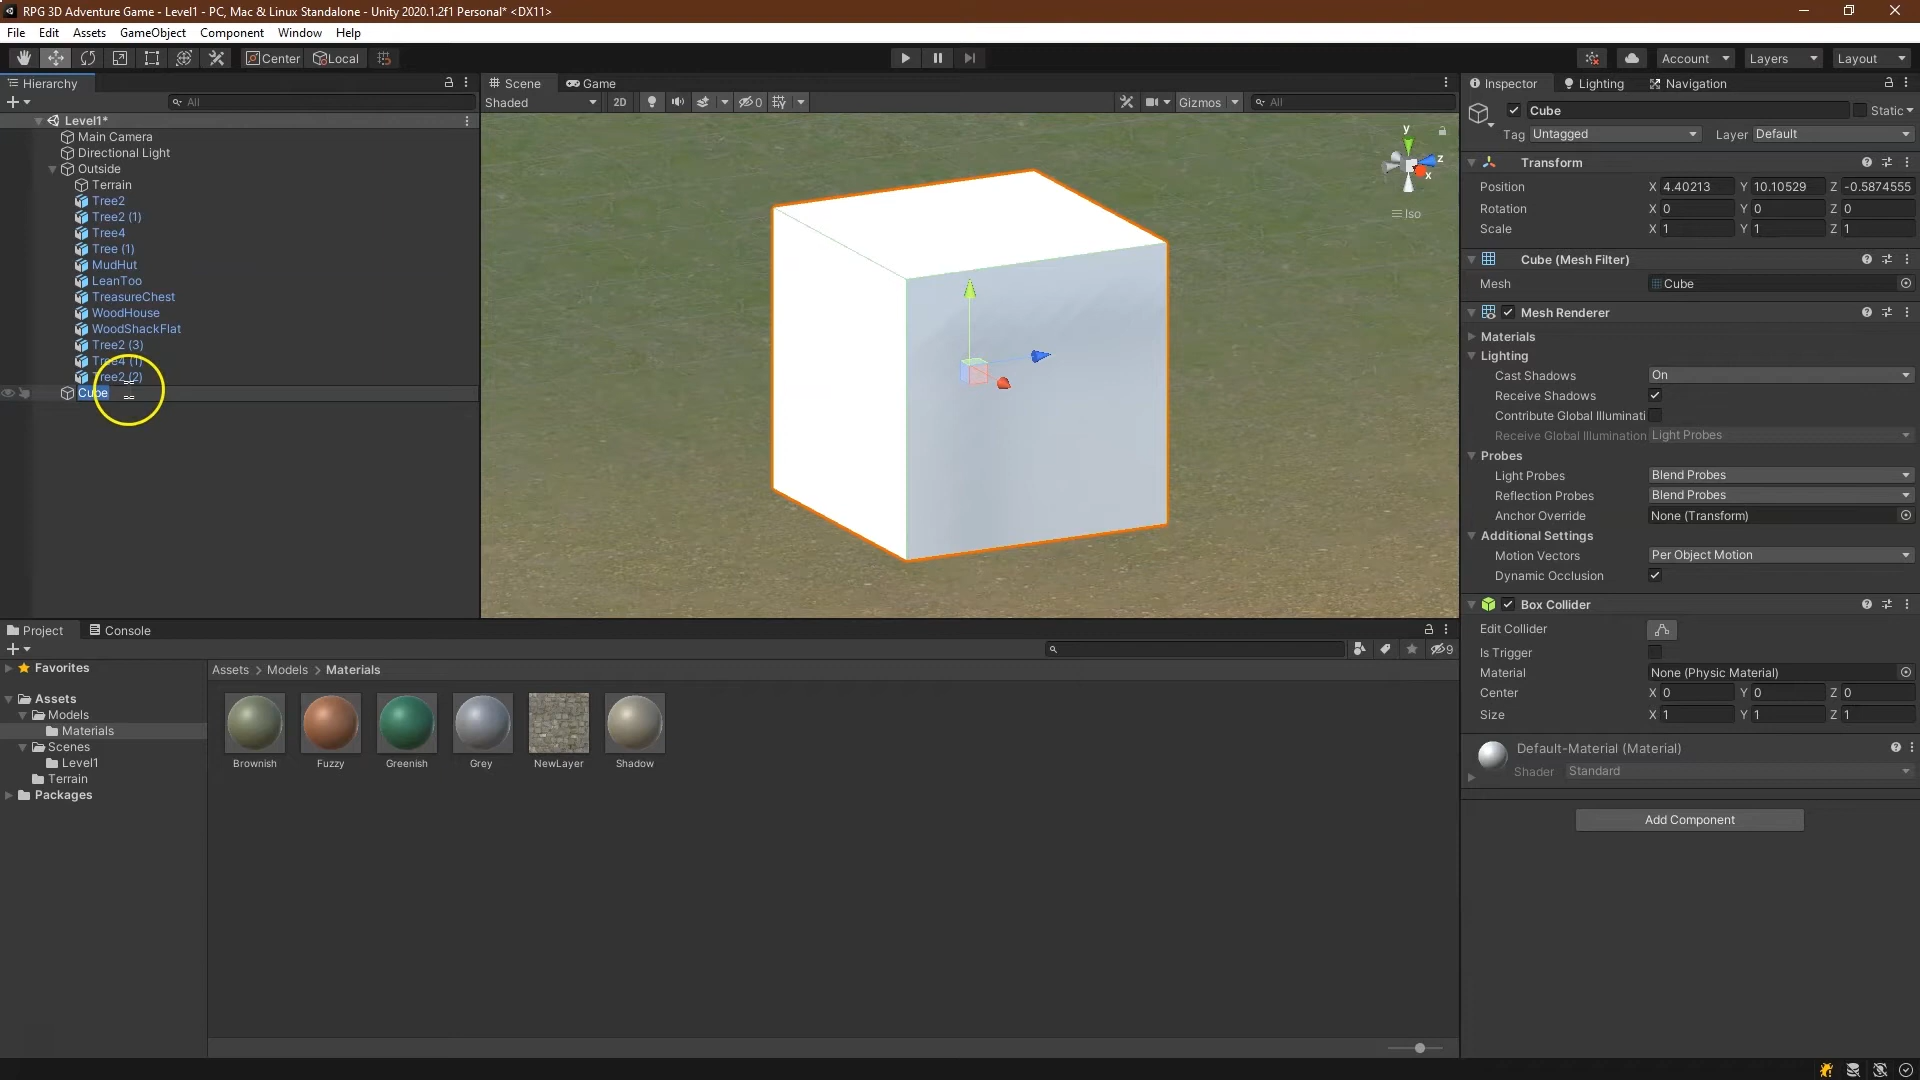 RPG 3D Adventure Game - Level1 - PC, Mac & Linux Standalone - Unity 2020.1.2f1 Personal* <DX11>
File Edit Assets GameObject Component Window Help
Center Local Account Layers Layout
Hierarchy
All
Level1*
Main Camera
Directional Light
Outside
Terrain
Tree2
Tree2 (1)
Tree4
Tree (1)
MudHut
LeanToo
TreasureChest
WoodHouse
WoodShackFlat
Tree2 (3)
Tree4 (1)
Tree2 (2)
Cube
Scene Game
Shaded 2D 0 Gizmos All
y
z
x
Iso
Inspector Lighting Navigation
Cube Static
Tag Untagged Layer Default
Transform
Position X 4.40213 Y 10.10529 Z -0.5874555
Rotation X 0 Y 0 Z 0
Scale X 1 Y 1 Z 1
Cube (Mesh Filter)
Mesh Cube
Mesh Renderer
Materials
Lighting
Cast Shadows On
Receive Shadows
Contribute Global Illuminati
Receive Global Illumination Light Probes
Probes
Light Probes Blend Probes
Reflection Probes Blend Probes
Anchor Override None (Transform)
Additional Settings
Motion Vectors Per Object Motion
Dynamic Occlusion
Box Collider
Edit Collider
Is Trigger
Material None (Physic Material)
Center X 0 Y 0 Z 0
Size X 1 Y 1 Z 1
Default-Material (Material)
Shader Standard
Add Component
Project Console
9
Favorites
Assets
Models
Materials
Scenes
Level1
Terrain
Packages
Assets > Models > Materials
Brownish Fuzzy Greenish Grey NewLayer Shadow